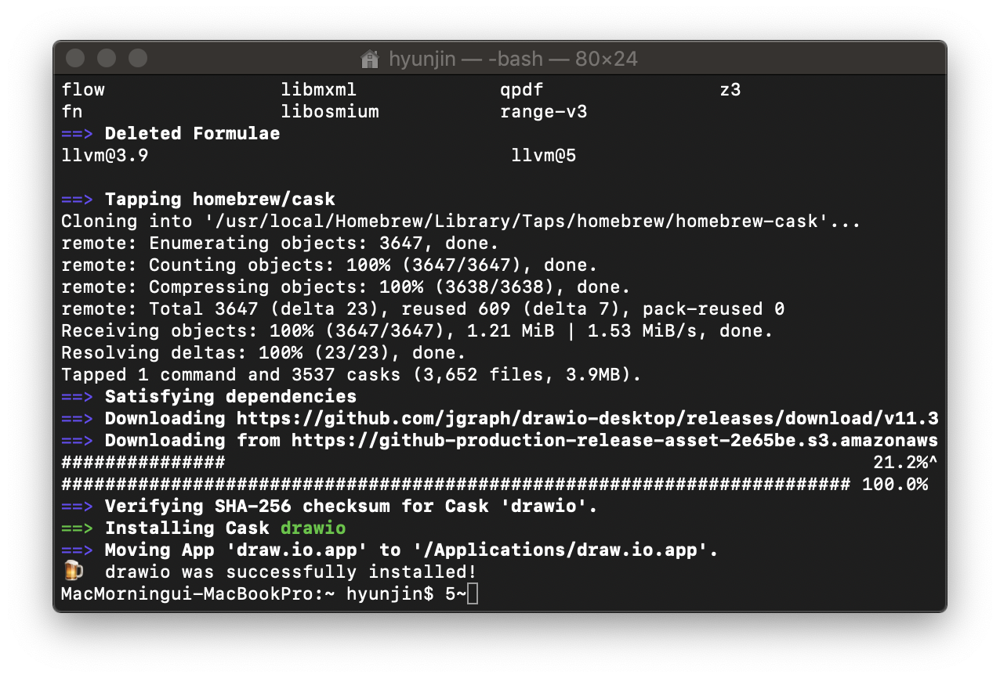 hyunjin — -bash — 80×24
flow libmxml qpdf z3
fn libosmium range-v3
==> Deleted Formulae
llvm@3.9 llvm@5
==> Tapping homebrew/cask
Cloning into '/usr/local/Homebrew/Library/Taps/homebrew/homebrew-cask'...
remote: Enumerating objects: 3647, done.
remote: Counting objects: 100% (3647/3647), done.
remote: Compressing objects: 100% (3638/3638), done.
remote: Total 3647 (delta 23), reused 609 (delta 7), pack-reused 0
Receiving objects: 100% (3647/3647), 1.21 MiB | 1.53 MiB/s, done.
Resolving deltas: 100% (23/23), done.
Tapped 1 command and 3537 casks (3,652 files, 3.9MB).
==> Satisfying dependencies
==> Downloading https://github.com/jgraph/drawio-desktop/releases/download/v11.3
==> Downloading from https://github-production-release-asset-2e65be.s3.amazonaws
############### 21.2%^
######################################################################## 100.0%
==> Verifying SHA-256 checksum for Cask 'drawio'.
==> Installing Cask drawio
==> Moving App 'draw.io.app' to '/Applications/draw.io.app'.
🍺 drawio was successfully installed!
MacMorningui-MacBookPro:~ hyunjin$ 5~